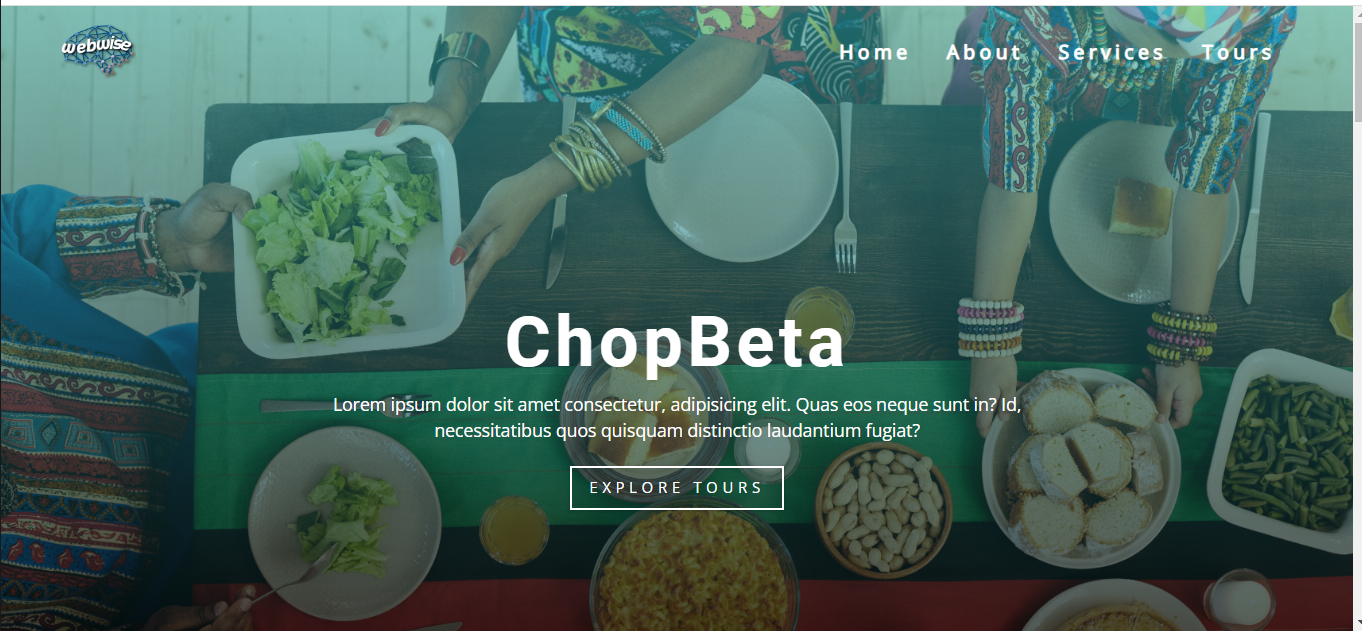 webwise
Home About Services Tours
ChopBeta
Lorem ipsum dolor sit amet consectetur, adipisicing elit. Quas eos neque sunt in? Id,
necessitatibus quos quisquam distinctio laudantium fugiat?
EXPLORE TOURS